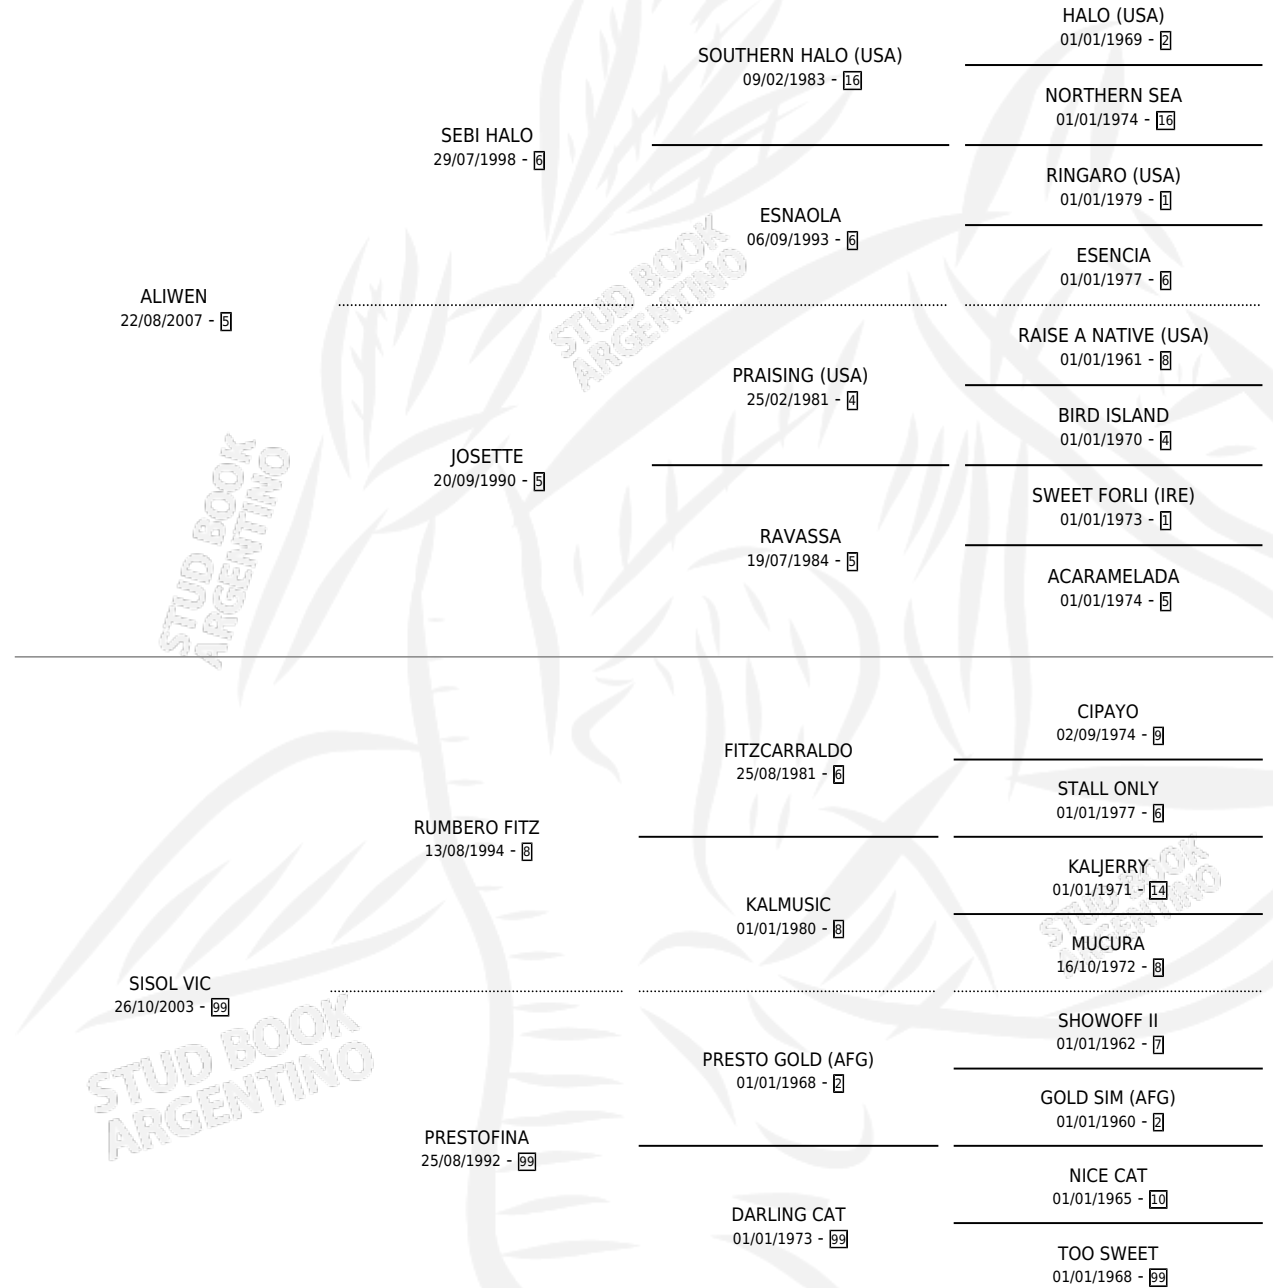 HALO (USA)
01/01/1969 - 2
SOUTHERN HALO (USA)
09/02/1983 - 16
NORTHERN SEA
01/01/1974 - 16
SEBI HALO
29/07/1998 - 6
RINGARO (USA)
01/01/1979 - 1
ESNAOLA
06/09/1993 - 6
ESENCIA
01/01/1977 - 6
ALIWEN
22/08/2007 - 5
STUD BOOK
ARGENTINO
RAISE A NATIVE (USA)
01/01/1961 - 8
PRAISING (USA)
25/02/1981 - 4
BIRD ISLAND
01/01/1970 - 4
JOSETTE
20/09/1990 - 5
SWEET FORLI (IRE)
01/01/1973 - 1
RAVASSA
19/07/1984 - 5
ACARAMELADA
01/01/1974 - 5
STUD BOOK
ARGENTINO
CIPAYO
02/09/1974 - 9
FITZCARRALDO
25/08/1981 - 6
STALL ONLY
01/01/1977 - 6
RUMBERO FITZ
13/08/1994 - 8
KALJERRY
01/01/1971 - 14
KALMUSIC
01/01/1980 - 8
MUCURA
16/10/1972 - 8
STUD BOOK
ARGENTINO
SISOL VIC
26/10/2003 - 99
SHOWOFF II
01/01/1962 - 7
PRESTO GOLD (AFG)
01/01/1968 - 2
GOLD SIM (AFG)
01/01/1960 - 2
STUD BOOK
ARGENTINO
PRESTOFINA
25/08/1992 - 99
NICE CAT
01/01/1965 - 10
DARLING CAT
01/01/1973 - 99
TOO SWEET
01/01/1968 - 99